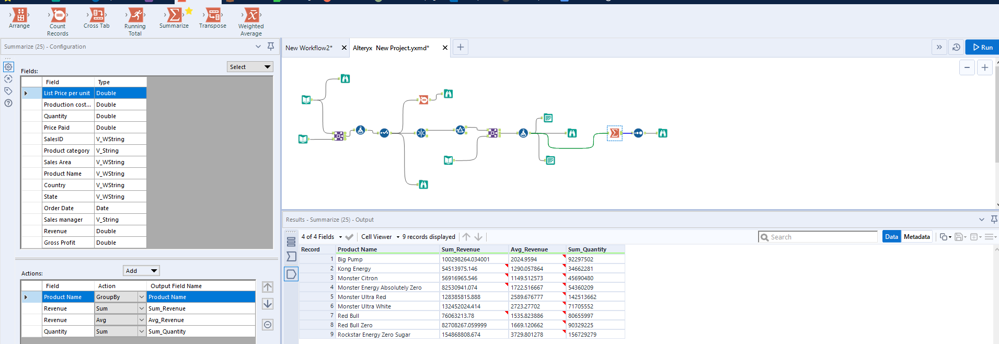 Arrange
Count Records
Cross Tab
Running Total
Summarize
Transpose
Weighted Average
Summarize (25) - Configuration
New Workflow2*
Alteryx New Project.yxmd*
Run
Fields:
Select
Field Type
List Price per unit Double
Production cost... Double
Quantity Double
Price Paid Double
SalesID V_WString
Product category V_String
Sales Area V_WString
Product Name V_WString
Country V_WString
State V_WString
Order Date Date
Sales manager V_String
Revenue Double
Gross Profit Double
Actions:
Add
Field Action Output Field Name
Product Name GroupBy Product Name
Revenue Sum Sum_Revenue
Revenue Avg Avg_Revenue
Quantity Sum Sum_Quantity
Results - Summarize (25) - Output
4 of 4 Fields Cell Viewer 9 records displayed Search Data Metadata
Record Product Name Sum_Revenue Avg_Revenue Sum_Quantity
1 Big Pump 100298264.034001 2024.9594 92297502
2 Kong Energy 54513975.146 1290.057864 34662281
3 Monster Citron 56916965.546 1149.512573 45690480
4 Monster Energy Absolutely Zero 82530941.074 1722.516667 54360209
5 Monster Ultra Red 128385815.888 2589.676777 142513662
6 Monster Ultra White 132452024.414 2723.27702 71705552
7 Red Bull 76063213.78 1535.823886 80655997
8 Red Bull Zero 82708267.059999 1669.120662 90329225
9 Rockstar Energy Zero Sugar 154868808.674 3729.801278 156729279